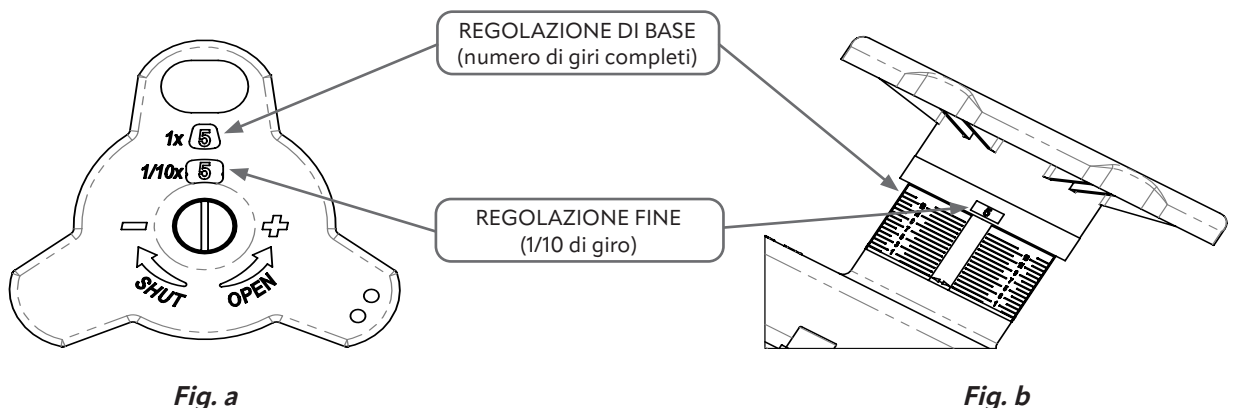 REGOLAZIONE DI BASE
(numero di giri completi)
1x 5
1/10x 5
REGOLAZIONE FINE
(1/10 di giro)
− +
SHUT OPEN
Fig. a
Fig. b